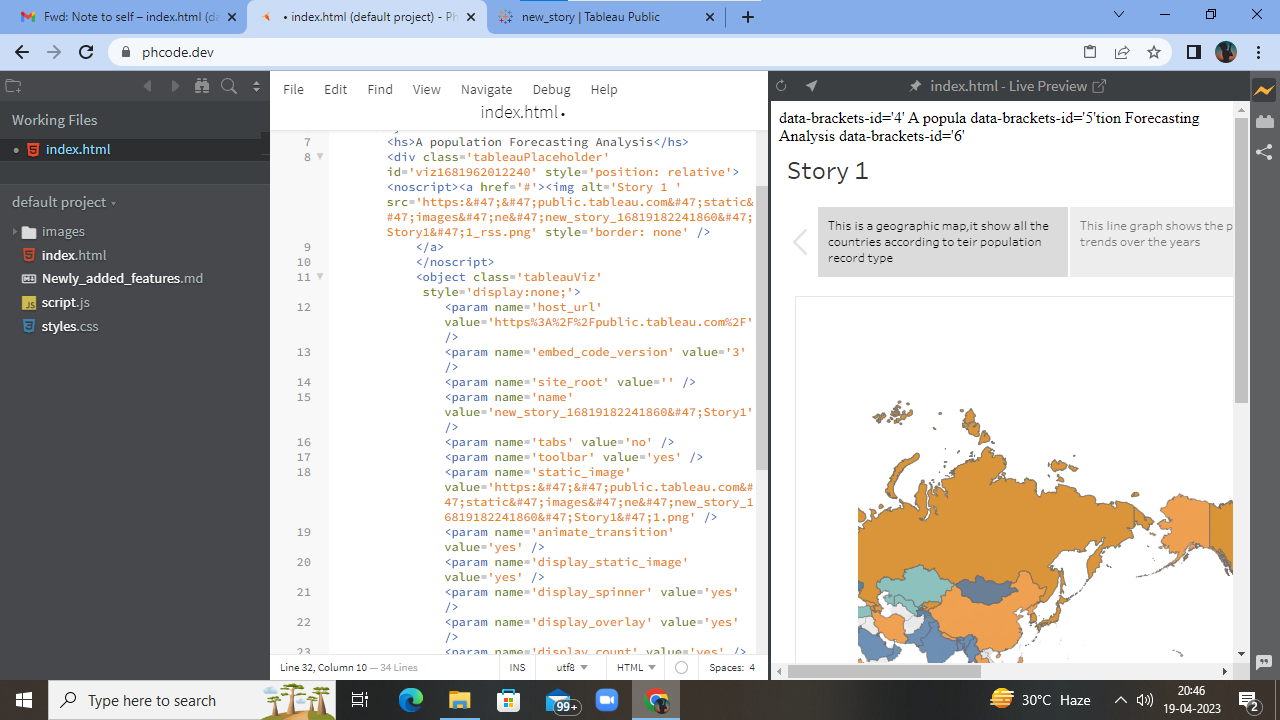 Fwd: Note to self – index.html (da
• index.html (default project) - Ph
new_story | Tableau Public
phcode.dev
Working Files
index.html
default project
images
index.html
Newly_added_features.md
script.js
styles.css
File Edit Find View Navigate Debug Help
index.html •
7 <hs>A population Forecasting Analysis</hs>
8 <div class='tableauPlaceholder'
id='viz1681962012240' style='position: relative'>
<noscript><a href='#'><img alt='Story 1 '
src='https:&#47;&#47;public.tableau.com&#47;static&
#47;images&#47;ne&#47;new_story_16819182241860&#47;
Story1&#47;1_rss.png' style='border: none' />
9 </a>
10 </noscript>
11 <object class='tableauViz'
style='display:none;'>
12 <param name='host_url'
value='https%3A%2F%2Fpublic.tableau.com%2F'
/>
13 <param name='embed_code_version' value='3'
/>
14 <param name='site_root' value='' />
15 <param name='name'
value='new_story_16819182241860&#47;Story1'
/>
16 <param name='tabs' value='no' />
17 <param name='toolbar' value='yes' />
18 <param name='static_image'
value='https:&#47;&#47;public.tableau.com&#
47;static&#47;images&#47;ne&#47;new_story_1
6819182241860&#47;Story1&#47;1.png' />
19 <param name='animate_transition'
value='yes' />
20 <param name='display_static_image'
value='yes' />
21 <param name='display_spinner' value='yes'
/>
22 <param name='display_overlay' value='yes'
/>
23 <param name='display_count' value='yes' />
Line 32, Column 10 — 34 Lines
INS
utf8
HTML
Spaces: 4
index.html - Live Preview
data-brackets-id='4' A popula data-brackets-id='5'tion Forecasting
Analysis data-brackets-id='6'
Story 1
This is a geographic map,it show all the
countries according to teir population
record type
This line graph shows the p
trends over the years
Type here to search
99+
30°C Haze
20:46
19-04-2023
2